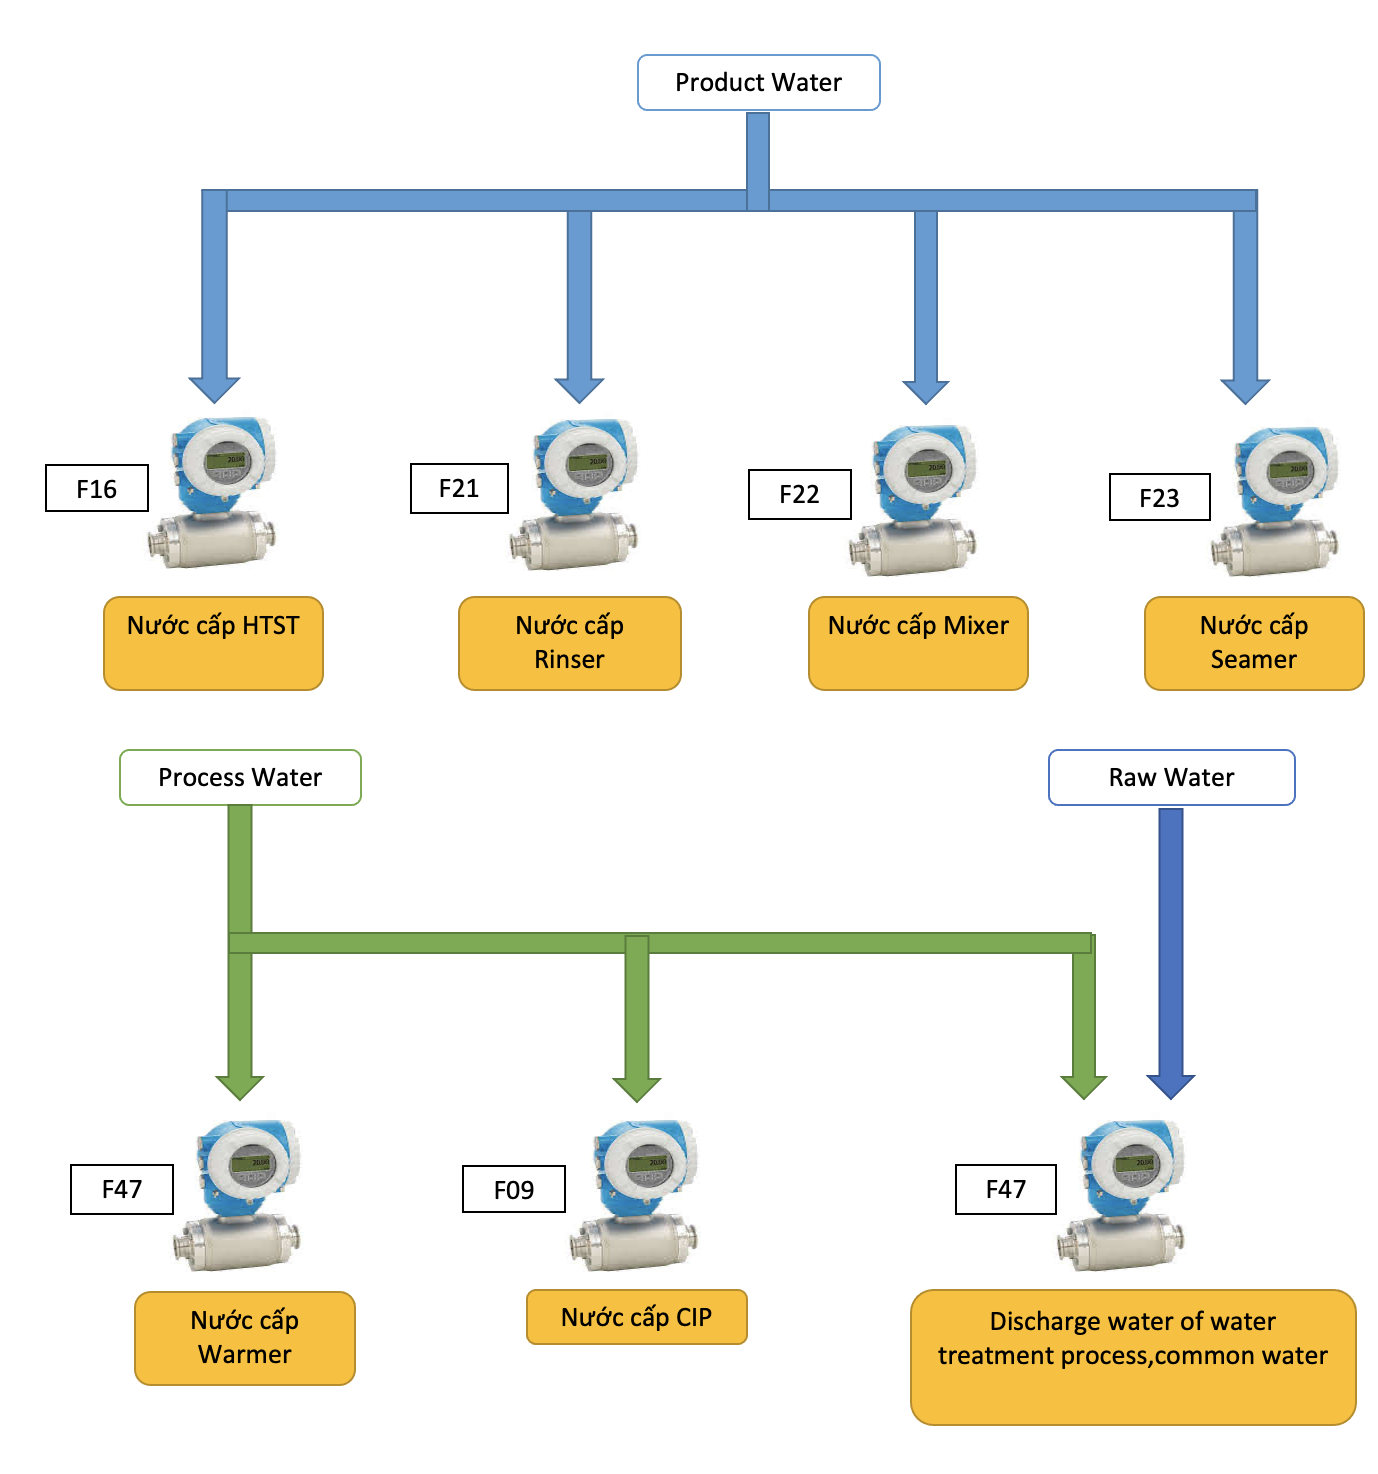 Product Water
F16
F21
F22
F23
Nước cấp HTST
Nước cấp
Rinser
Nước cấp Mixer
Nước cấp
Seamer
Process Water
Raw Water
F47
F09
F47
Nước cấp
Warmer
Nước cấp CIP
Discharge water of water
treatment process,common water